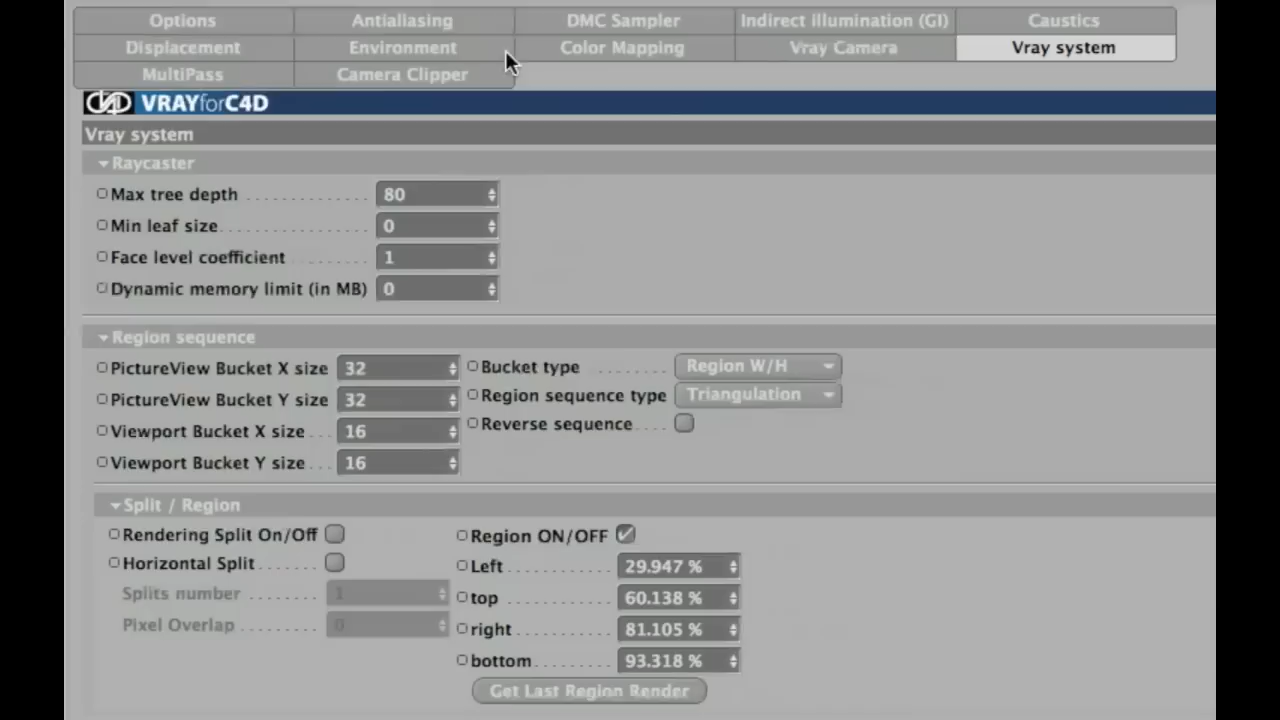 Options Antialiasing DMC Sampler Indirect illumination (GI) Caustics
Displacement Environment Color Mapping Vray Camera Vray system
MultiPass Camera Clipper
VRAYforC4D
Vray system
Raycaster
Max tree depth 80
Min leaf size 0
Face level coefficient 1
Dynamic memory limit (in MB) 0
Region sequence
PictureView Bucket X size 32 Bucket type Region W/H
PictureView Bucket Y size 32 Region sequence type Triangulation
Viewport Bucket X size 16 Reverse sequence
Viewport Bucket Y size 16
Split / Region
Rendering Split On/Off Region ON/OFF
Horizontal Split Left 29.947 %
Splits number 1 top 60.138 %
Pixel Overlap 0 right 81.105 %
bottom 93.318 %
Get Last Region Render